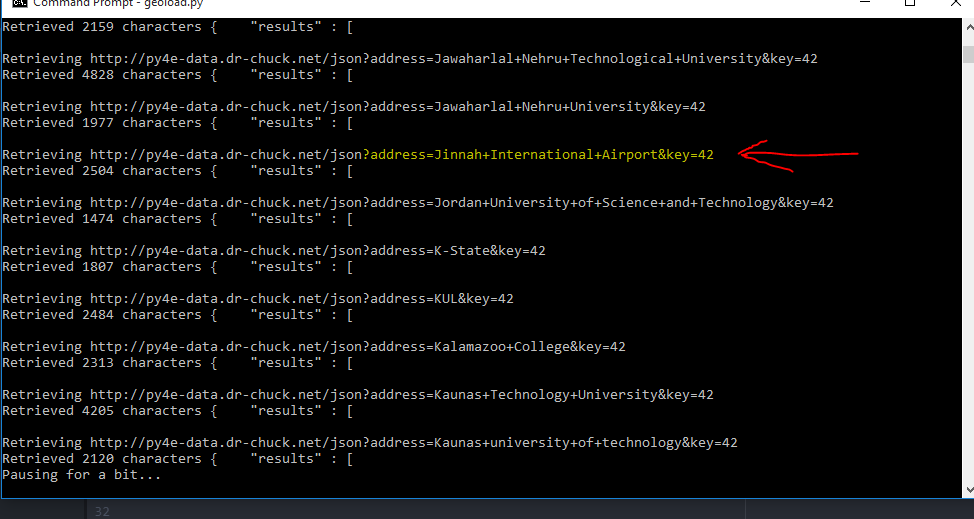 Command Prompt - geoload.py
Retrieved 2159 characters {    "results" : [
Retrieving http://py4e-data.dr-chuck.net/json?address=Jawaharlal+Nehru+Technological+University&key=42
Retrieved 4828 characters {    "results" : [
Retrieving http://py4e-data.dr-chuck.net/json?address=Jawaharlal+Nehru+University&key=42
Retrieved 1977 characters {    "results" : [
Retrieving http://py4e-data.dr-chuck.net/json?address=Jinnah+International+Airport&key=42
Retrieved 2504 characters {    "results" : [
Retrieving http://py4e-data.dr-chuck.net/json?address=Jordan+University+of+Science+and+Technology&key=42
Retrieved 1474 characters {    "results" : [
Retrieving http://py4e-data.dr-chuck.net/json?address=K-State&key=42
Retrieved 1807 characters {    "results" : [
Retrieving http://py4e-data.dr-chuck.net/json?address=KUL&key=42
Retrieved 2484 characters {    "results" : [
Retrieving http://py4e-data.dr-chuck.net/json?address=Kalamazoo+College&key=42
Retrieved 2313 characters {    "results" : [
Retrieving http://py4e-data.dr-chuck.net/json?address=Kaunas+Technology+University&key=42
Retrieved 4205 characters {    "results" : [
Retrieving http://py4e-data.dr-chuck.net/json?address=Kaunas+university+of+technology&key=42
Retrieved 2120 characters {    "results" : [
Pausing for a bit...
32